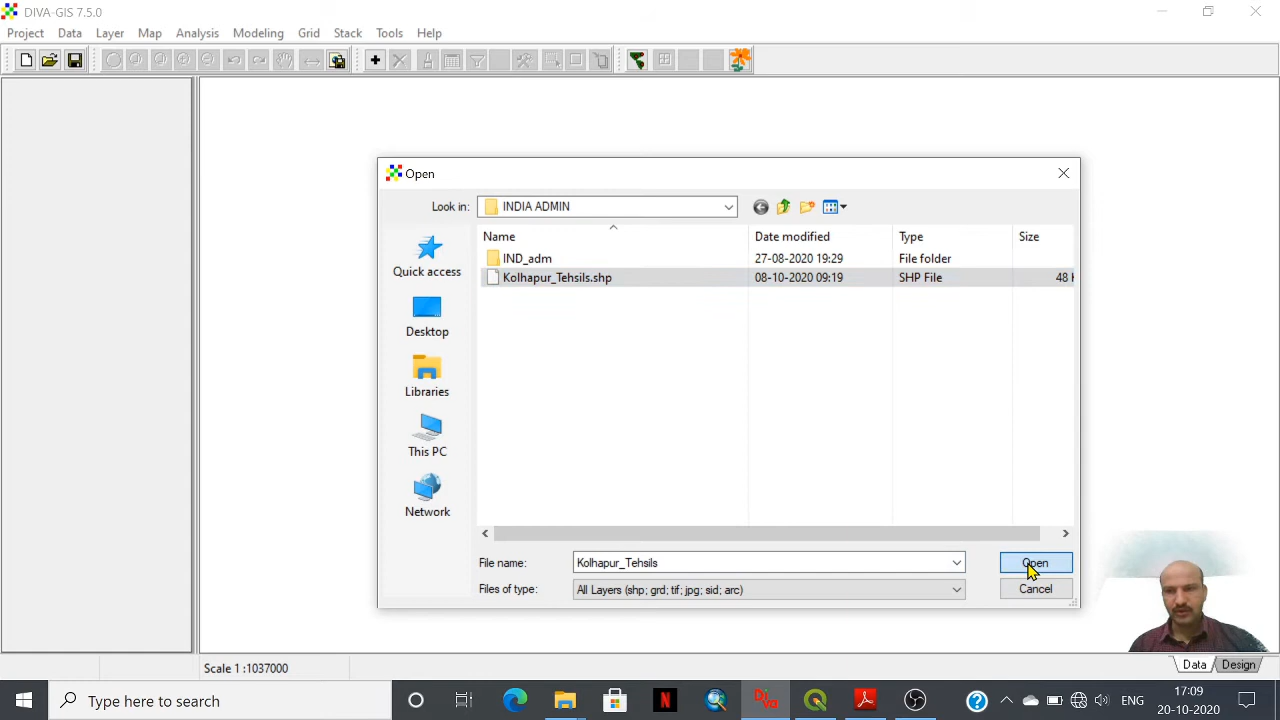 DIVA-GIS 7.5.0
Project Data Layer Map Analysis Modeling Grid Stack Tools Help
Open
Look in: INDIA ADMIN
Name Date modified Type Size
IND_adm 27-08-2020 19:29 File folder
Kolhapur_Tehsils.shp 08-10-2020 09:19 SHP File 48
Quick access
Desktop
Libraries
This PC
Network
File name: Kolhapur_Tehsils Open
Files of type: All Layers (shp; grd; tif; jpg; sid; arc) Cancel
Scale 1 :1037000 Data Design
Type here to search ENG 17:09
20-10-2020